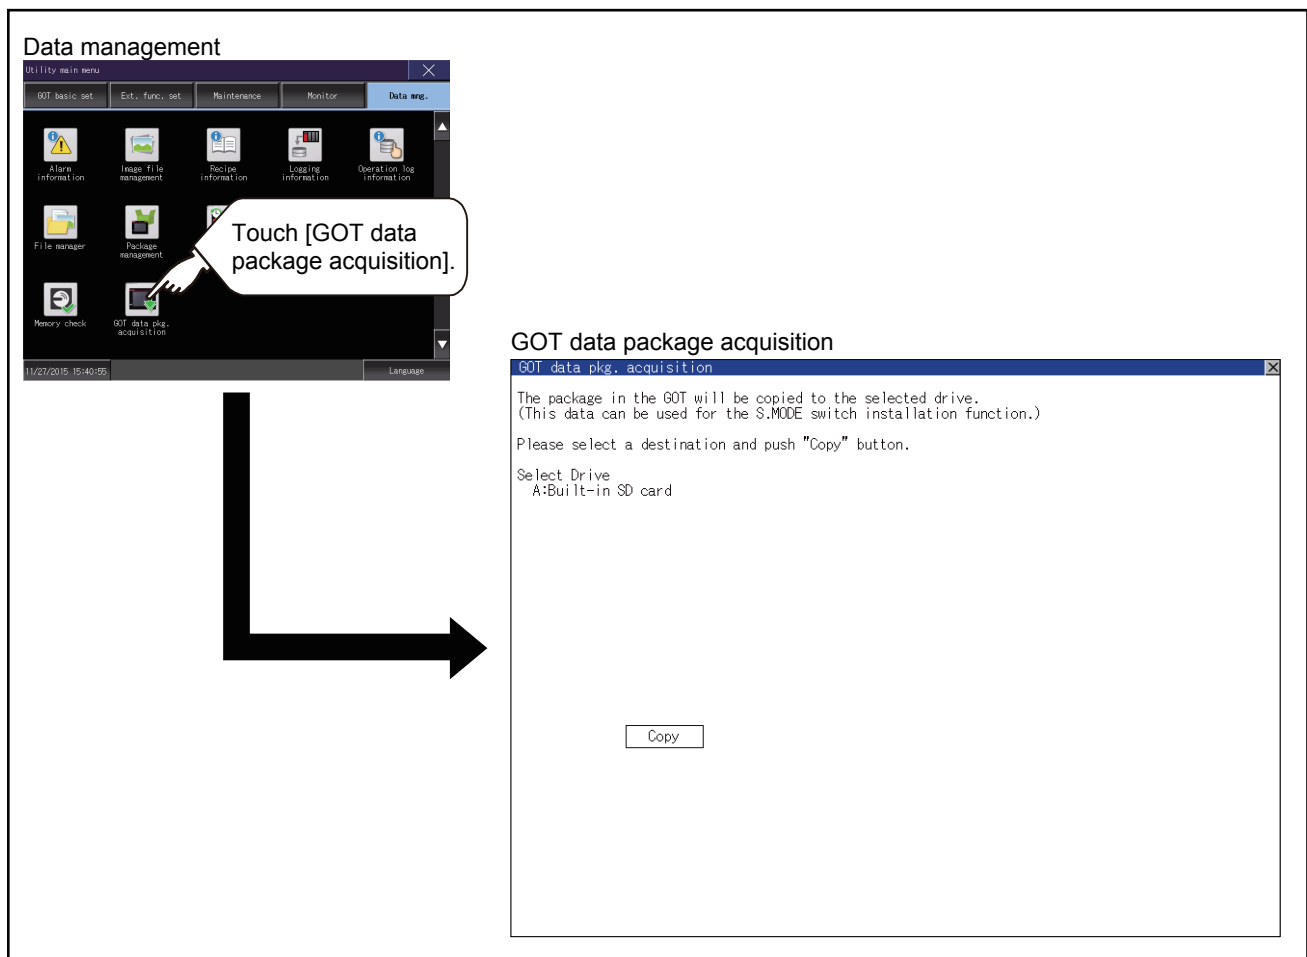 Data management
Utility main menu
GOT basic set
Ext. func. set
Maintenance
Monitor
Data mng.
Alarm
information
Image file
management
Recipe
information
Logging
information
Operation log
information
File manager
Package
management
Touch [GOT data
package acquisition].
Memory check
GOT data pkg.
acquisition
11/27/2015 15:40:55
Language
GOT data package acquisition
GOT data pkg. acquisition
The package in the GOT will be copied to the selected drive.
(This data can be used for the S.MODE switch installation function.)
Please select a destination and push "Copy" button.
Select Drive
A:Built-in SD card
Copy